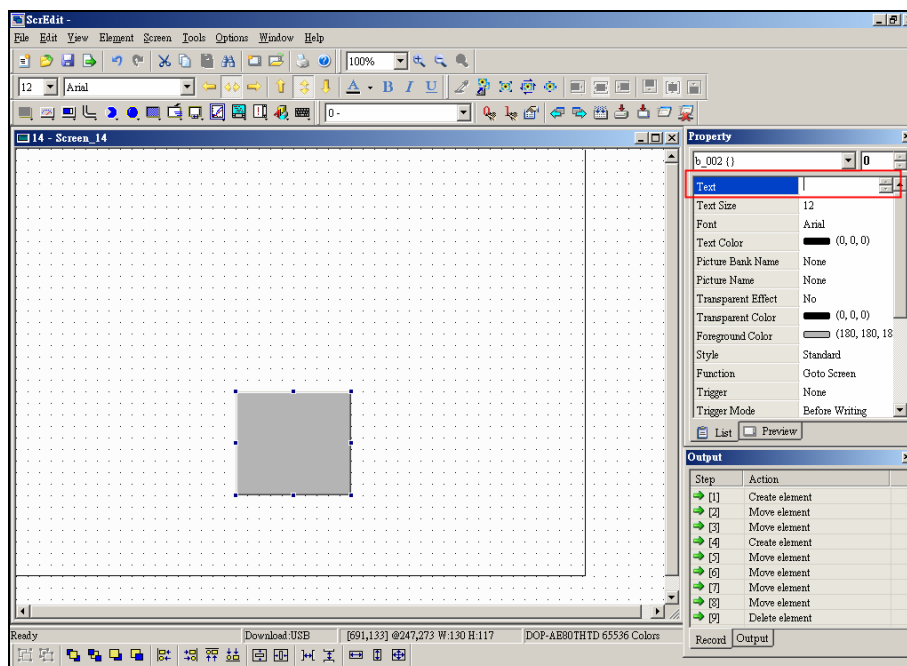 ScrEdit -
File Edit View Element Screen Tools Options Window Help
100%
12 Arial A B I U
0 -
14 - Screen_14
Property
b_002 {} 0
Text
Text Size 12
Font Arial
Text Color (0, 0, 0)
Picture Bank Name None
Picture Name None
Transparent Effect No
Transparent Color (0, 0, 0)
Foreground Color (180, 180, 18
Style Standard
Function Goto Screen
Trigger None
Trigger Mode Before Writing
List Preview
Output
Step Action
[1] Create element
[2] Move element
[3] Move element
[4] Create element
[5] Move element
[6] Move element
[7] Move element
[8] Move element
[9] Delete element
Record Output
Ready Download:USB [691,133] @247,273 W:130 H:117 DOP-AE80THTD 65536 Colors